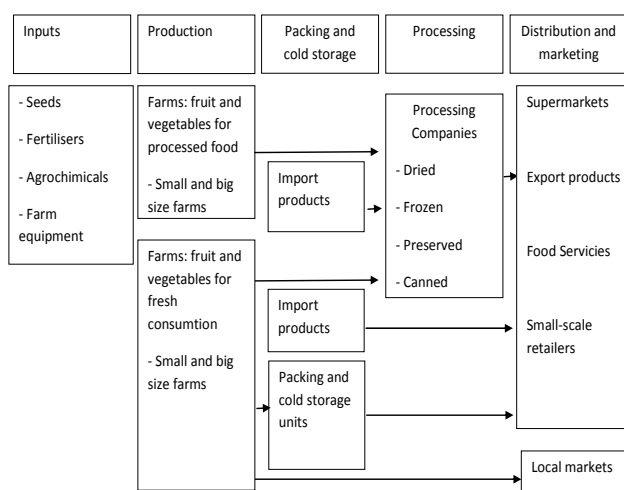 Inputs
Production
Packing and
cold storage
Processing
Distribution and
marketing
- Seeds
- Fertilisers
- Agrochimicals
- Farm
equipment
Farms: fruit and
vegetables for
processed food
- Small and big
size farms
Farms: fruit and
vegetables for
fresh
consumtion
- Small and big
size farms
Import
products
Import
products
Packing and
cold storage
units
Processing
Companies
- Dried
- Frozen
- Preserved
- Canned
Supermarkets
Export products
Food Servicies
Small-scale
retailers
Local markets